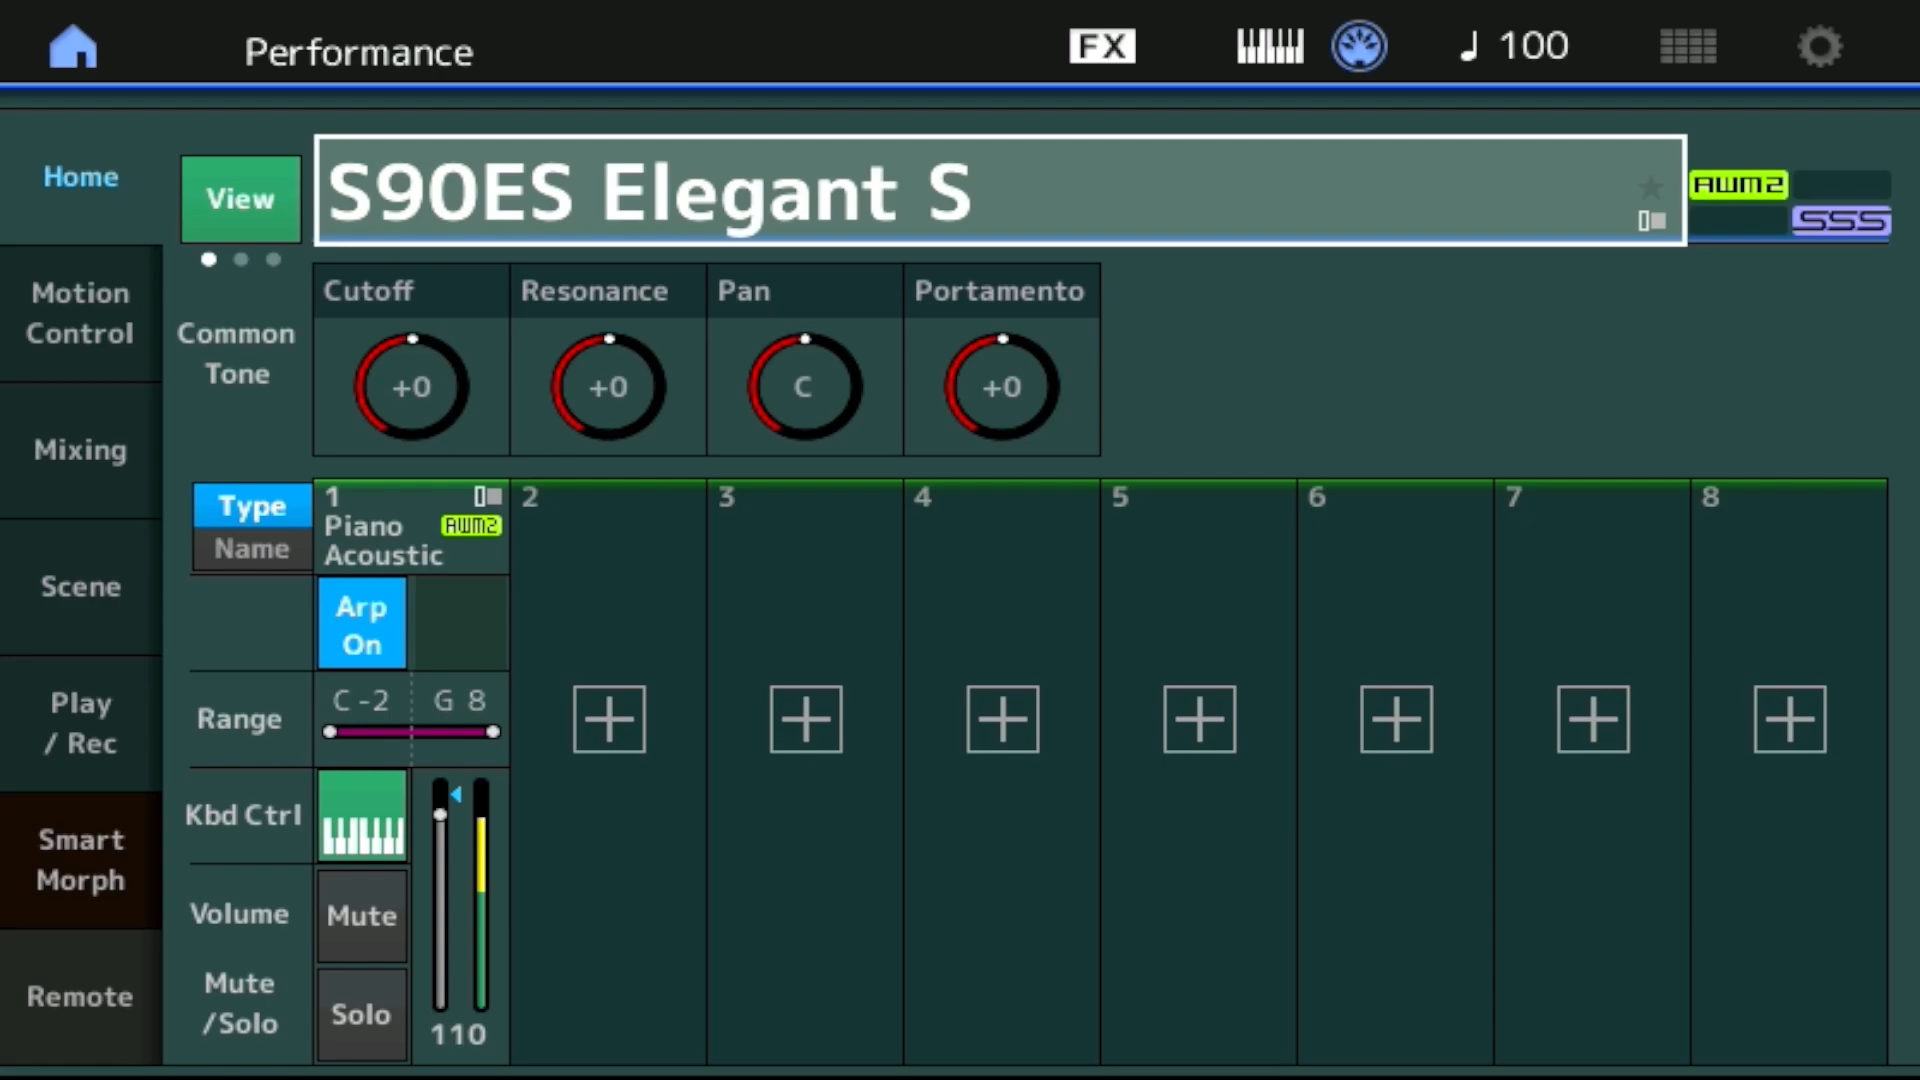 Performance
FX
100
Home
View
S90ES Elegant S
AWM2
SSS
Motion
Control
Common
Tone
Cutoff
+0
Resonance
+0
Pan
C
Portamento
+0
Mixing
Scene
Play
/ Rec
Smart
Morph
Remote
Type
Name
1
Piano
AWM2
Acoustic
2
3
4
5
6
7
8
Arp
On
Range
C -2
G 8
Kbd Ctrl
Volume
Mute
Mute
/Solo
Solo
110